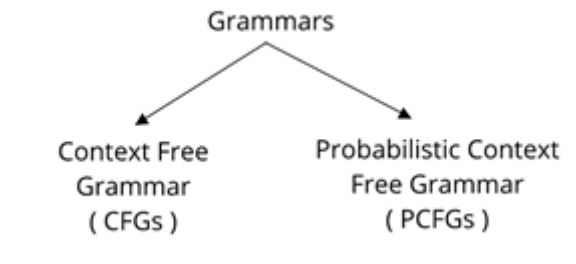 Grammars
Context Free
Grammar
( CFGs )
Probabilistic Context
Free Grammar
( PCFGs )